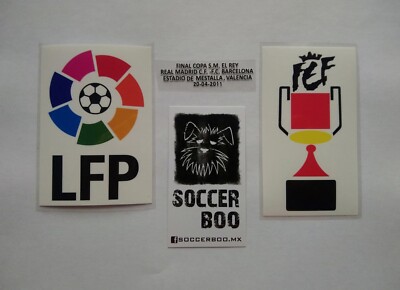 LFP
FINAL COPA S.M. EL REY
REAL MADRID C.F. -F.C. BARCELONA
ESTADIO DE MESTALLA, VALENCIA
20-04-2011
SOCCER
BOO
SOCCERBOO.MX
FCF